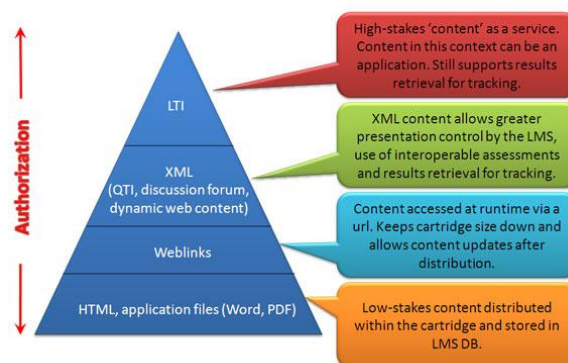 Authorization
LTI
XML
(QTI, discussion forum,
dynamic web content)
Weblinks
HTML, application files (Word, PDF)
High-stakes ‘content’ as a service.
Content in this context can be an
application. Still supports results
retrieval for tracking.
XML content allows greater
presentation control by the LMS,
use of interoperable assessments
and results retrieval for tracking.
Content accessed at runtime via a
url. Keeps cartridge size down and
allows content updates after
distribution.
Low-stakes content distributed
within the cartridge and stored in
LMS DB.